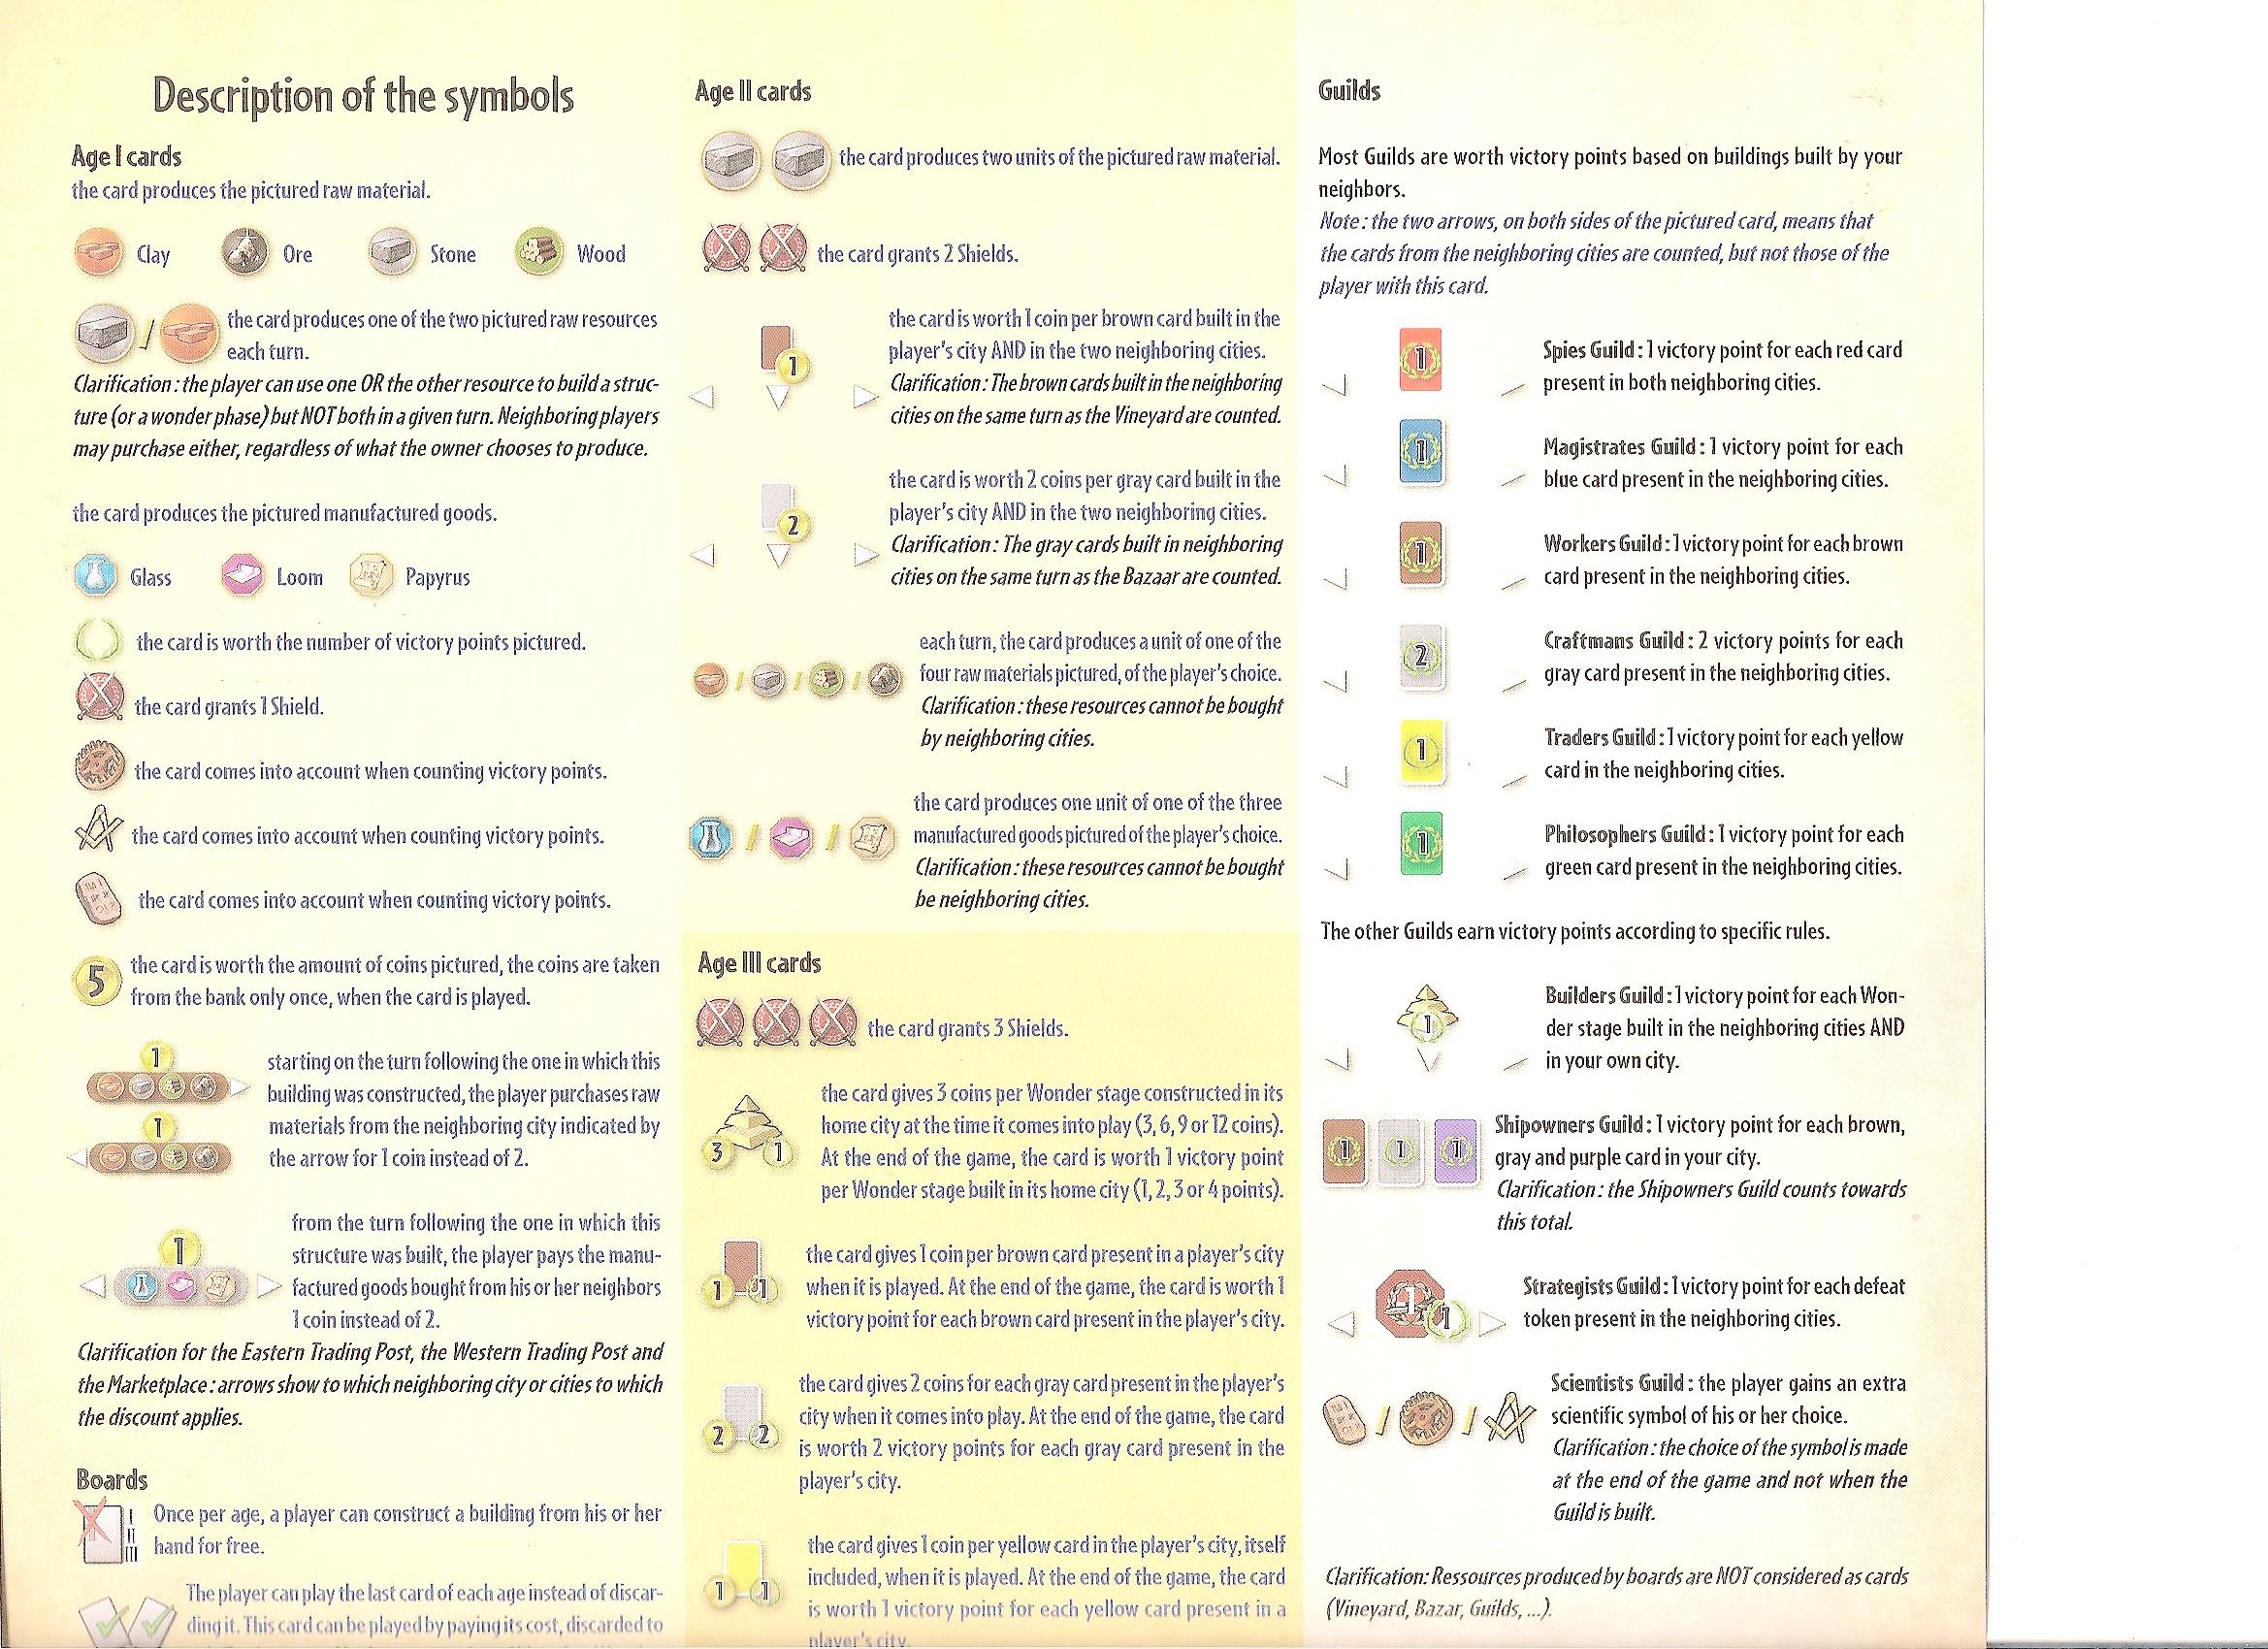 Description of the symbols
Age I cards
the card produces the pictured raw material.
Clay Ore Stone Wood
the card produces one of the two pictured raw resources
each turn.
Clarification : the player can use one OR the other resource to build a struc-
ture (or a wonder phase) but NOT both in a given turn. Neighboring players
may purchase either, regardless of what the owner chooses to produce.
the card produces the pictured manufactured goods.
Glass Loom Papyrus
the card is worth the number of victory points pictured.
the card grants 1 Shield.
the card comes into account when counting victory points.
the card comes into account when counting victory points.
the card comes into account when counting victory points.
5
the card is worth the amount of coins pictured, the coins are taken
from the bank only once, when the card is played.
1
1
starting on the turn following the one in which this
building was constructed, the player purchases raw
materials from the neighboring city indicated by
the arrow for 1 coin instead of 2.
1
from the turn following the one in which this
structure was built, the player pays the manu-
factured goods bought from his or her neighbors
1 coin instead of 2.
Clarification for the Eastern Trading Post, the Western Trading Post and
the Marketplace : arrows show to which neighboring city or cities to which
the discount applies.
Boards
I
II
III
Once per age, a player can construct a building from his or her
hand for free.
The player can play the last card of each age instead of discar-
ding it. This card can be played by paying its cost, discarded to
Age II cards
the card produces two units of the pictured raw material.
the card grants 2 Shields.
1
the card is worth 1 coin per brown card built in the
player's city AND in the two neighboring cities.
Clarification : The brown cards built in the neighboring
cities on the same turn as the Vineyard are counted.
2
the card is worth 2 coins per gray card built in the
player's city AND in the two neighboring cities.
Clarification : The gray cards built in neighboring
cities on the same turn as the Bazaar are counted.
each turn, the card produces a unit of one of the
four raw materials pictured, of the player's choice.
Clarification : these resources cannot be bought
by neighboring cities.
the card produces one unit of one of the three
manufactured goods pictured of the player's choice.
Clarification : these resources cannot be bought
be neighboring cities.
Age III cards
the card grants 3 Shields.
3 1
the card gives 3 coins per Wonder stage constructed in its
home city at the time it comes into play (3, 6, 9 or 12 coins).
At the end of the game, the card is worth 1 victory point
per Wonder stage built in its home city (1, 2, 3 or 4 points).
1 1
the card gives 1 coin per brown card present in a player's city
when it is played. At the end of the game, the card is worth 1
victory point for each brown card present in the player's city.
2 2
the card gives 2 coins for each gray card present in the player's
city when it comes into play. At the end of the game, the card
is worth 2 victory points for each gray card present in the
player's city.
1 1
the card gives 1 coin per yellow card in the player's city, itself
included, when it is played. At the end of the game, the card
is worth 1 victory point for each yellow card present in a
player's city.
Guilds
Most Guilds are worth victory points based on buildings built by your
neighbors.
Note : the two arrows, on both sides of the pictured card, means that
the cards from the neighboring cities are counted, but not those of the
player with this card.
1
Spies Guild : 1 victory point for each red card
present in both neighboring cities.
1
Magistrates Guild : 1 victory point for each
blue card present in the neighboring cities.
1
Workers Guild : 1 victory point for each brown
card present in the neighboring cities.
2
Craftmans Guild : 2 victory points for each
gray card present in the neighboring cities.
1
Traders Guild : 1 victory point for each yellow
card in the neighboring cities.
1
Philosophers Guild : 1 victory point for each
green card present in the neighboring cities.
The other Guilds earn victory points according to specific rules.
1
Builders Guild : 1 victory point for each Won-
der stage built in the neighboring cities AND
in your own city.
1 1 1
Shipowners Guild : 1 victory point for each brown,
gray and purple card in your city.
Clarification : the Shipowners Guild counts towards
this total.
-1 1
Strategists Guild : 1 victory point for each defeat
token present in the neighboring cities.
Scientists Guild : the player gains an extra
scientific symbol of his or her choice.
Clarification : the choice of the symbol is made
at the end of the game and not when the
Guild is built.
Clarification: Ressources produced by boards are NOT considered as cards
(Vineyard, Bazar, Guilds, ...).